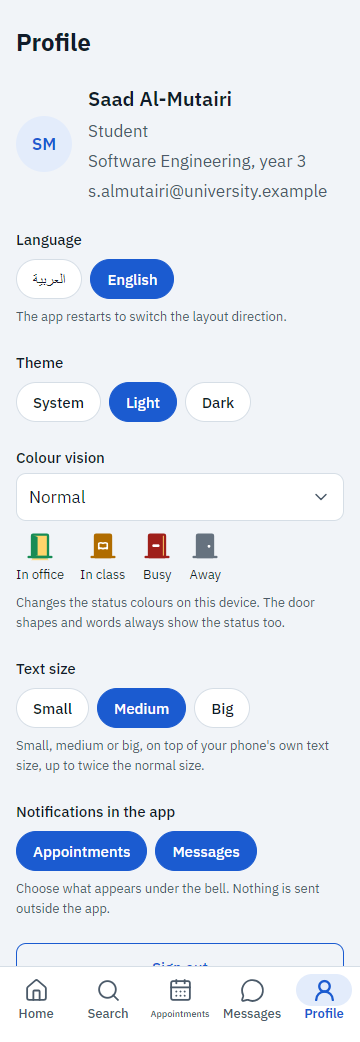 Profile
Saad Al-Mutairi
SM
Student
Software Engineering, year 3
s.almutairi@university.example
Language
العربية
English
The app restarts to switch the layout direction.
Theme
System
Light
Dark
Colour vision
Normal
In office
In class
Busy
Away
Changes the status colours on this device. The door
shapes and words always show the status too.
Text size
Small
Medium
Big
Small, medium or big, on top of your phone's own text
size, up to twice the normal size.
Notifications in the app
Appointments
Messages
Choose what appears under the bell. Nothing is sent
outside the app.
Sign out
Home
Search
Appointments
Messages
Profile